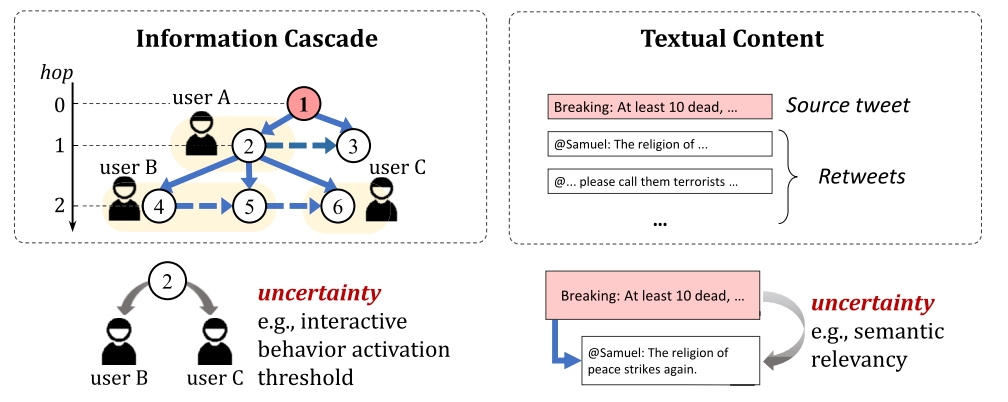 Information Cascade
hop
0
1
2
user A
user B
user C
1
2
3
4
5
6
2
user B
user C
uncertainty
e.g., interactive
behavior activation
threshold
Textual Content
Breaking: At least 10 dead, ...
Source tweet
@Samuel: The religion of ...
@... please call them terrorists ...
Retweets
...
Breaking: At least 10 dead, ...
@Samuel: The religion of
peace strikes again.
uncertainty
e.g., semantic
relevancy